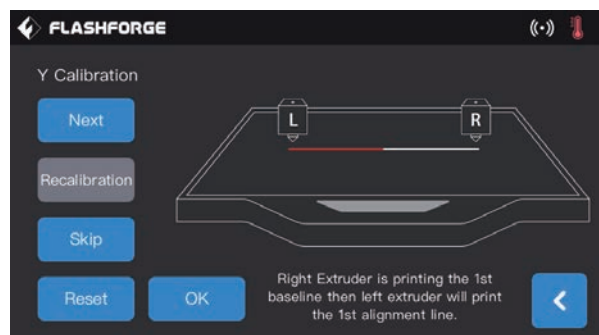 FLASHFORGE
Y Calibration
Next
Recalibration
Skip
Reset
OK
L
R
Right Extruder is printing the 1st
baseline then left extruder will print
the 1st alignment line.